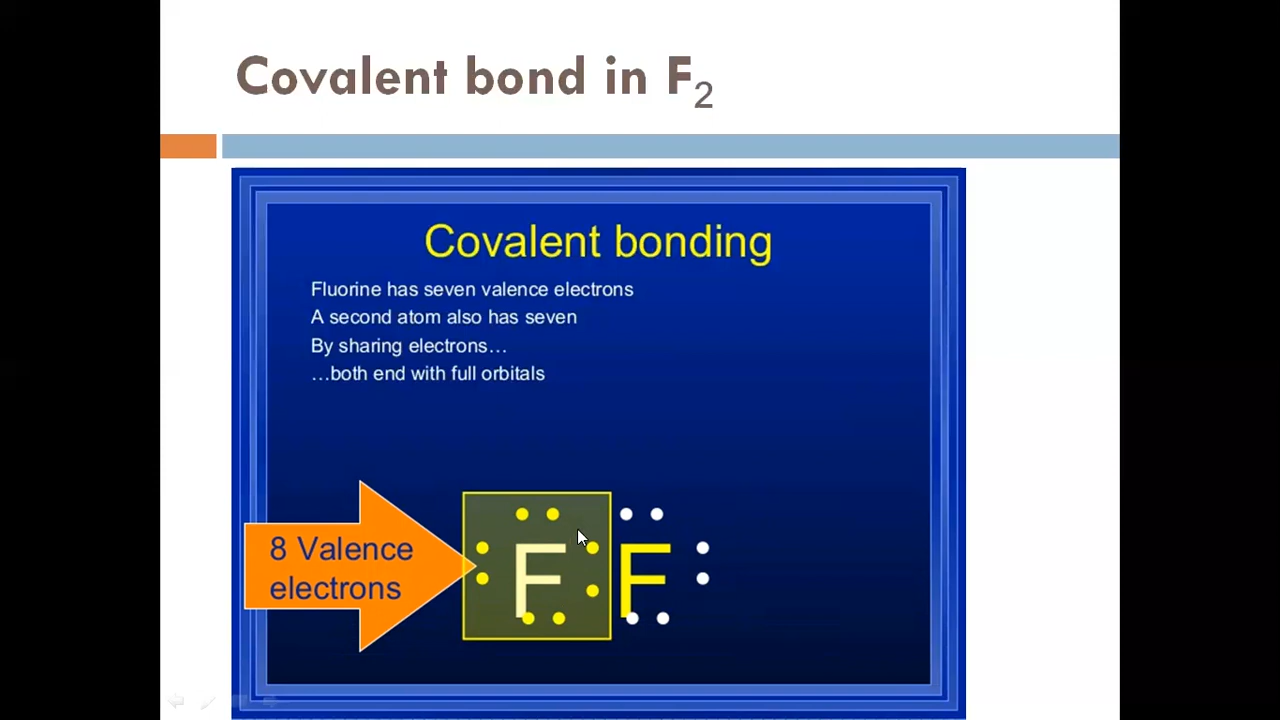 Covalent bond in F₂
Covalent bonding
Fluorine has seven valence electrons
A second atom also has seven
By sharing electrons…
…both end with full orbitals
8 Valence
electrons
F F